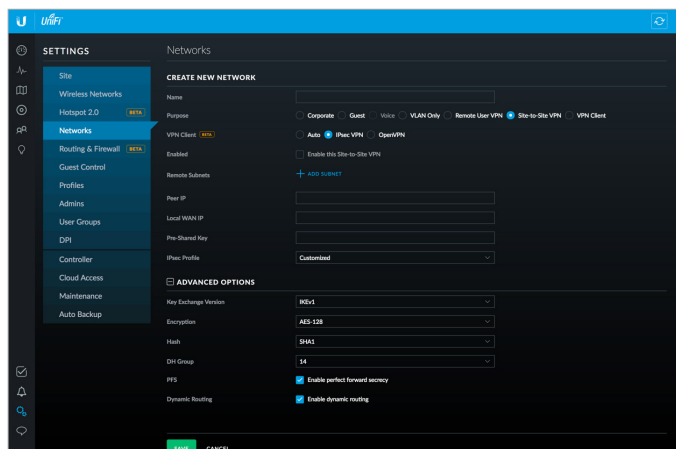 UniFi
SETTINGS
Site
Wireless Networks
Hotspot 2.0 BETA
Networks
Routing & Firewall BETA
Guest Control
Profiles
Admins
User Groups
DPI
Controller
Cloud Access
Maintenance
Auto Backup
Networks
CREATE NEW NETWORK
Name
Purpose Corporate Guest Voice VLAN Only Remote User VPN Site-to-Site VPN VPN Client
VPN Client BETA Auto IPsec VPN OpenVPN
Enabled Enable this Site-to-Site VPN
Remote Subnets ADD SUBNET
Peer IP
Local WAN IP
Pre-Shared Key
IPsec Profile Customized
ADVANCED OPTIONS
Key Exchange Version IKEv1
Encryption AES-128
Hash SHA1
DH Group 14
PFS Enable perfect forward secrecy
Dynamic Routing Enable dynamic routing
SAVE CANCEL